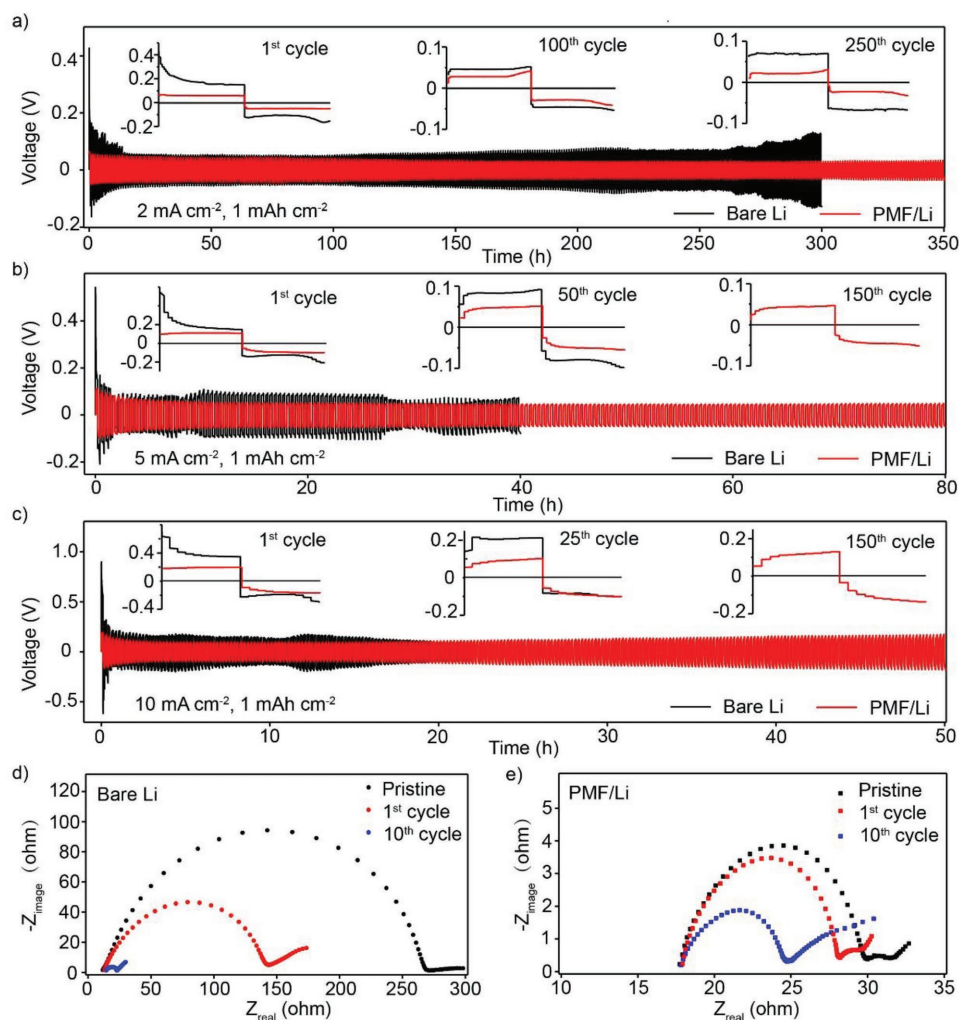 a)
1st cycle
100th cycle
250th cycle
0.4
0.2
0
-0.2
0.1
0
-0.1
0.1
0
-0.1
0.4
0.2
0
-0.2
Voltage (V)
2 mA cm-2, 1 mAh cm-2
Bare Li
PMF/Li
0 50 100 150 200 250 300 350
Time (h)
b)
1st cycle
50th cycle
150th cycle
0.2
0
-0.2
0.1
0
-0.1
0.1
0
-0.1
0.4
0.2
0
-0.2
Voltage (V)
5 mA cm-2, 1 mAh cm-2
Bare Li
PMF/Li
0 20 40 60 80
Time (h)
c)
1st cycle
25th cycle
150th cycle
0.4
0
-0.4
0.2
0
-0.2
0.2
0
-0.2
1.0
0.5
0
-0.5
Voltage (V)
10 mA cm-2, 1 mAh cm-2
Bare Li
PMF/Li
0 10 20 30 40 50
Time (h)
d)
Bare Li
Pristine
1st cycle
10th cycle
120
100
80
60
40
20
0
-Zimage (ohm)
0 50 100 150 200 250 300
Zreal (ohm)
e)
PMF/Li
Pristine
1st cycle
10th cycle
5
4
3
2
1
0
-Zimage (ohm)
10 15 20 25 30 35
Zreal (ohm)